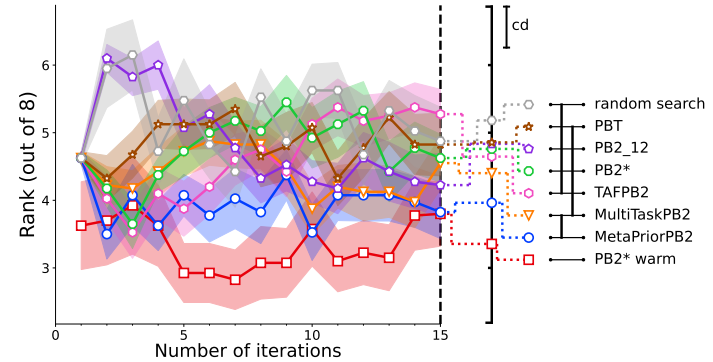 cd
6
5
4
3
Rank (out of 8)
0
5
10
15
Number of iterations
random search
PBT
PB2_12
PB2*
TAFPB2
MultiTaskPB2
MetaPriorPB2
PB2* warm